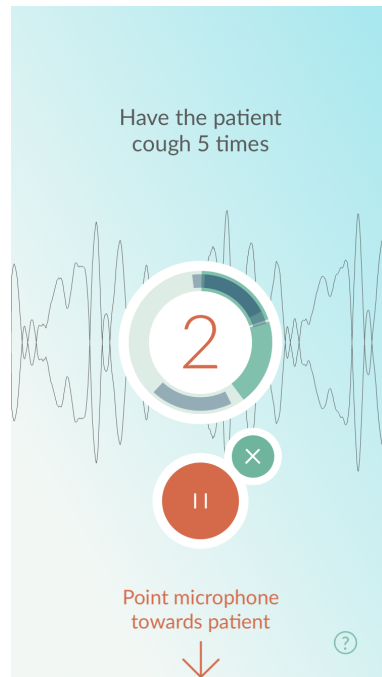 Have the patient
cough 5 times
2
Point microphone
towards patient
?